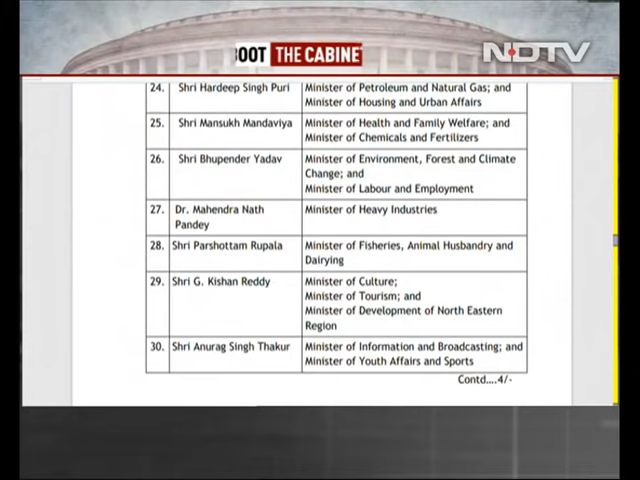 OOT THE CABINE
NDTV
24. Shri Hardeep Singh Puri Minister of Petroleum and Natural Gas; and
Minister of Housing and Urban Affairs
25. Shri Mansukh Mandaviya Minister of Health and Family Welfare; and
Minister of Chemicals and Fertilizers
26. Shri Bhupender Yadav Minister of Environment, Forest and Climate
Change; and
Minister of Labour and Employment
27. Dr. Mahendra Nath Minister of Heavy Industries
Pandey
28. Shri Parshottam Rupala Minister of Fisheries, Animal Husbandry and
Dairying
29. Shri G. Kishan Reddy Minister of Culture;
Minister of Tourism; and
Minister of Development of North Eastern
Region
30. Shri Anurag Singh Thakur Minister of Information and Broadcasting; and
Minister of Youth Affairs and Sports
Contd....4/-